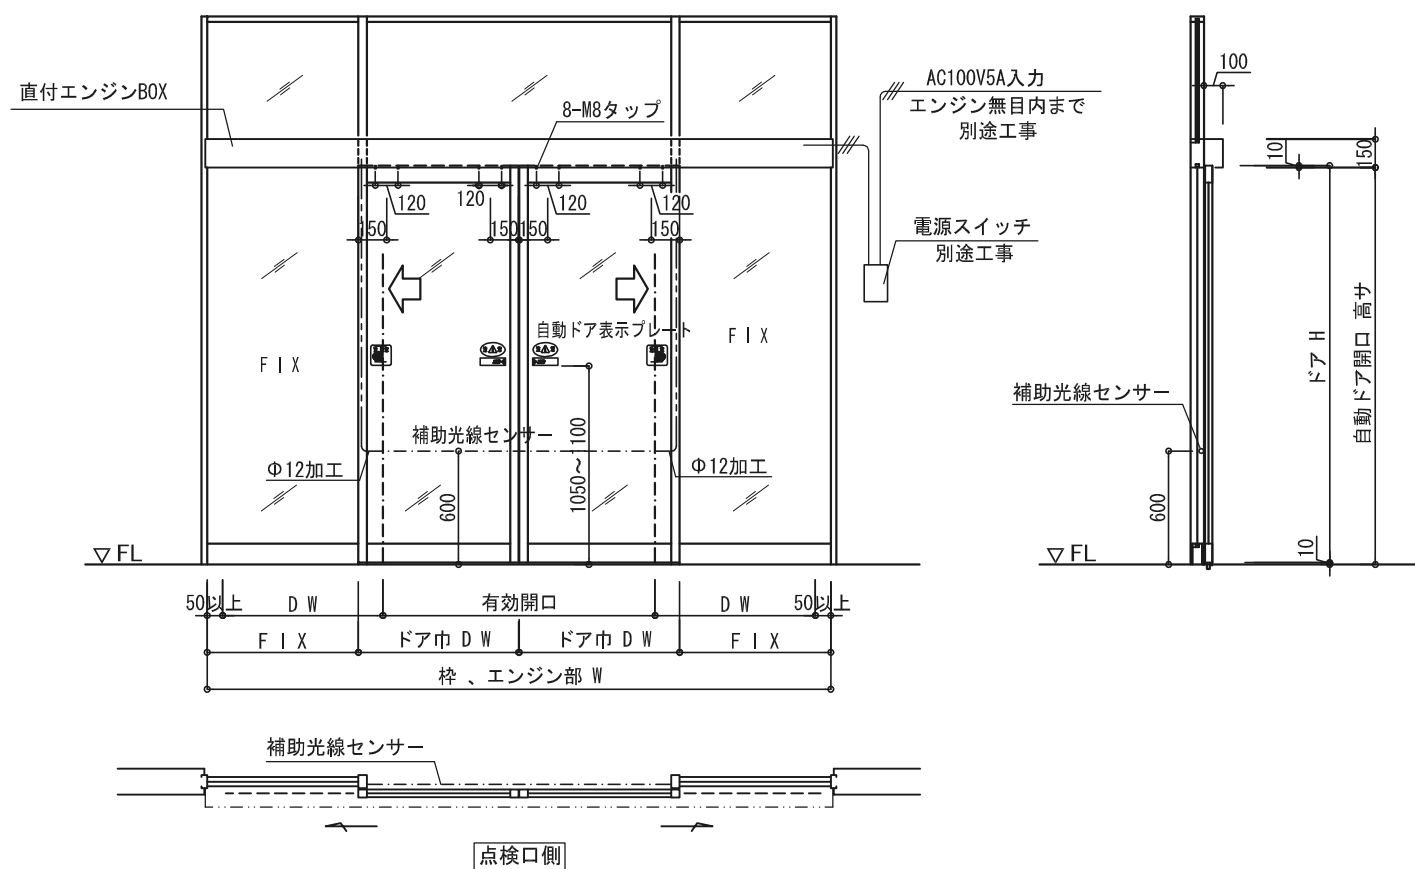 直付エンジンBOX
8-M8タップ
AC100V5A入力
エンジン無目内まで
別途工事
100
10
150
120
120
120
120
150
150
150
150
電源スイッチ
別途工事
自動ドア表示プレート
FIX
FIX
ドア H
自動ドア開口 高サ
補助光線センサー
補助光線センサー
Φ12加工
Φ12加工
600
1050~1100
600
▽FL
▽FL
10
50以上
DW
有効開口
DW
50以上
FIX
ドア巾 DW
ドア巾 DW
FIX
枠 、エンジン部 W
補助光線センサー
点検口側